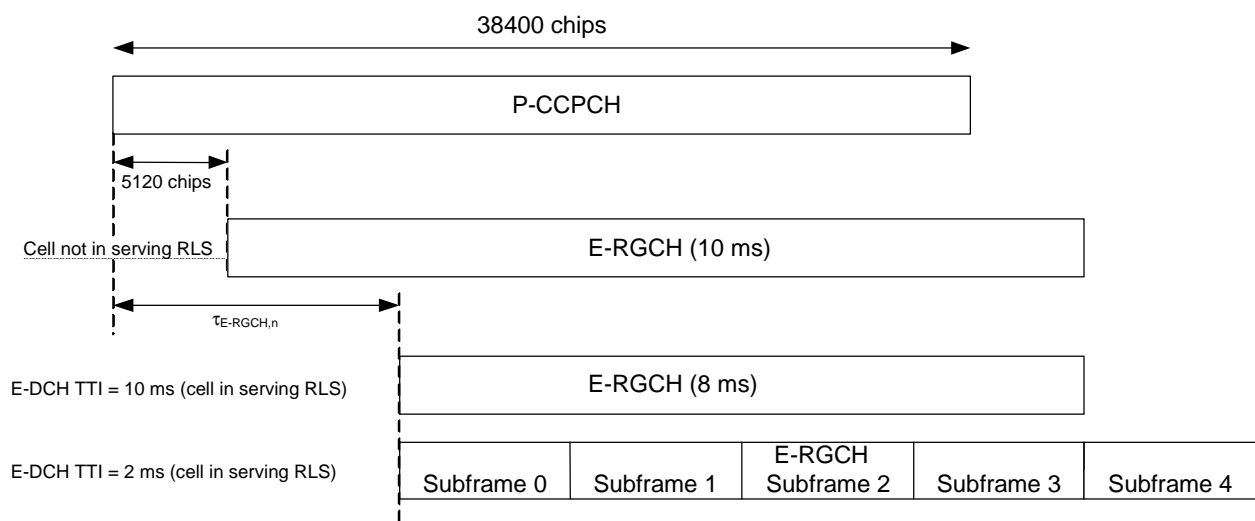 38400 chips
P-CCPCH
5120 chips
Cell not in serving RLS
E-RGCH (10 ms)
τE-RGCH,n
E-DCH TTI = 10 ms (cell in serving RLS)
E-RGCH (8 ms)
E-DCH TTI = 2 ms (cell in serving RLS)
E-RGCH
Subframe 0 Subframe 1 Subframe 2 Subframe 3 Subframe 4